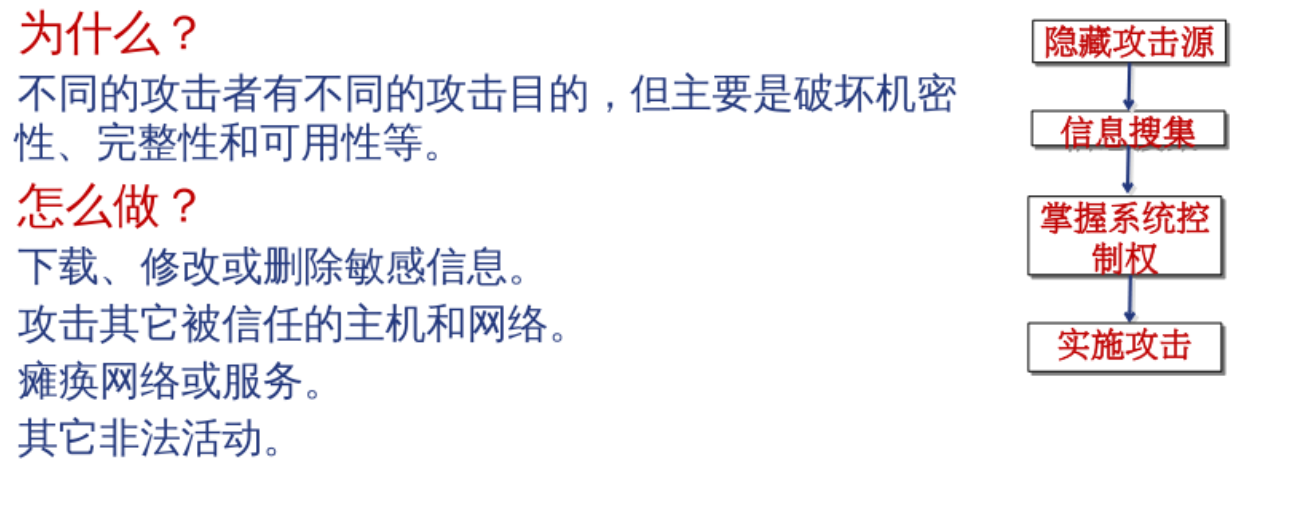 为什么？
不同的攻击者有不同的攻击目的，但主要是破坏机密
性、完整性和可用性等。
怎么做？
下载、修改或删除敏感信息。
攻击其它被信任的主机和网络。
瘫痪网络或服务。
其它非法活动。
隐藏攻击源
信息搜集
掌握系统控
制权
实施攻击